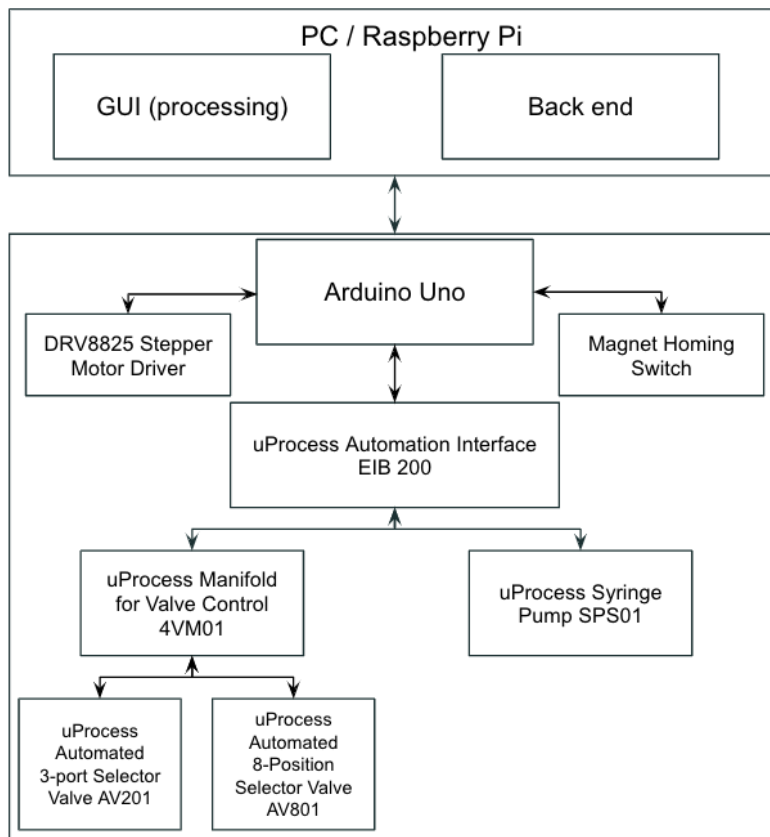 PC / Raspberry Pi
GUI (processing)
Back end
Arduino Uno
DRV8825 Stepper
Motor Driver
Magnet Homing
Switch
uProcess Automation Interface
EIB 200
uProcess Manifold
for Valve Control
4VM01
uProcess Syringe
Pump SPS01
uProcess
Automated
3-port Selector
Valve AV201
uProcess
Automated
8-Position
Selector Valve
AV801